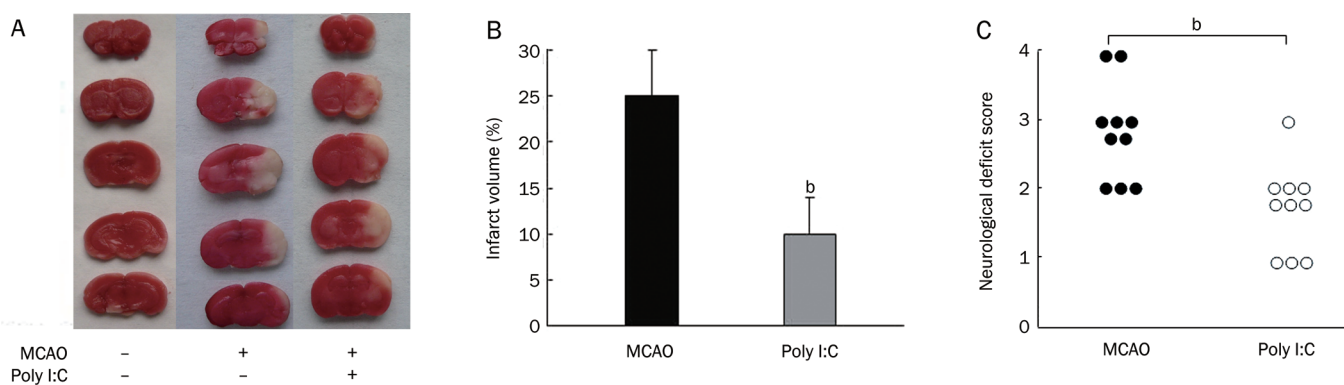 A
MCAO – + +
Poly I:C – – +
B
Infarct volume (%)
30
25
20
15
10
5
0
b
MCAO Poly I:C
C
b
Neurological deficit score
4
3
2
1
0
MCAO Poly I:C